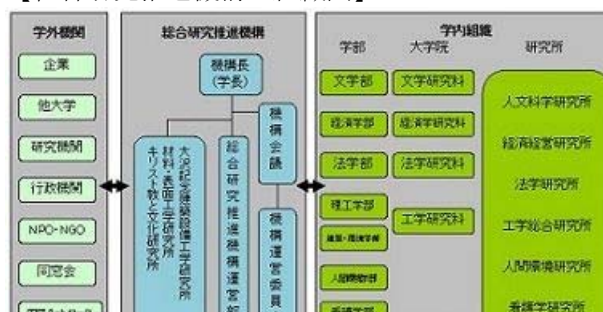 学外機関
企業
他大学
研究機関
行政機関
NPO・NGO
同窓会
総合研究推進機構
機構長
(学長)
機構会議
大沢記念建築設備工学研究所
材料・表面工学研究所
キリスト教と文化研究所
総合研究推進機構運営部
機構運営委員
学内組織
学部
大学院
研究所
文学部
文学研究科
経済学部
経済学研究科
法学部
法学研究科
理工学部
工学研究科
建築・環境学部
人間共生学部
看護学部
人文科学研究所
経済経営研究所
法学研究所
工学総合研究所
人間環境研究所
看護学研究所